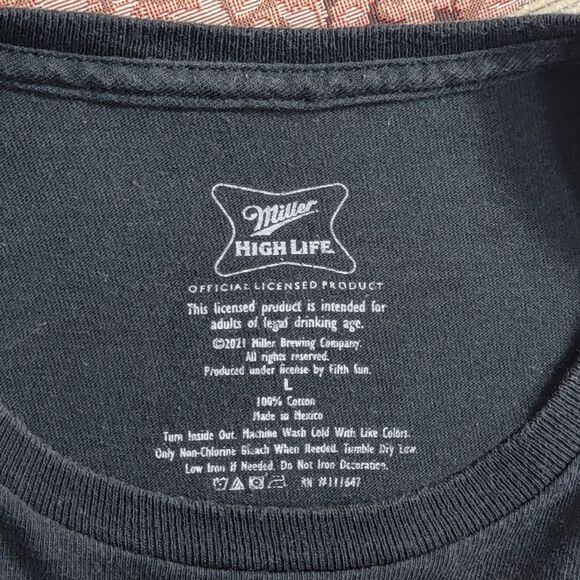 Miller
HIGH LIFE
OFFICIAL LICENSED PRODUCT
This licensed product is intended for
adults of legal drinking age.
©2021 Miller Brewing Company.
All rights reserved.
Produced under license by Fifth Sun.
L
100% Cotton
Made in Mexico
Turn Inside Out. Machine Wash Cold With Like Colors.
Only Non-Chlorine Bleach When Needed. Tumble Dry Low.
Low Iron if Needed. Do Not Iron Decoration.
RN #111647